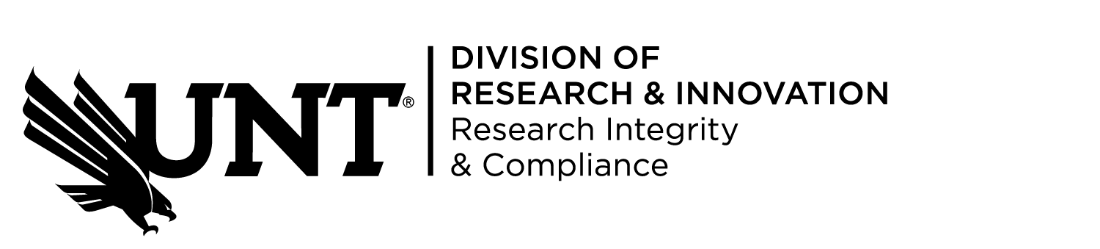 UNT®
DIVISION OF
RESEARCH & INNOVATION
Research Integrity
& Compliance